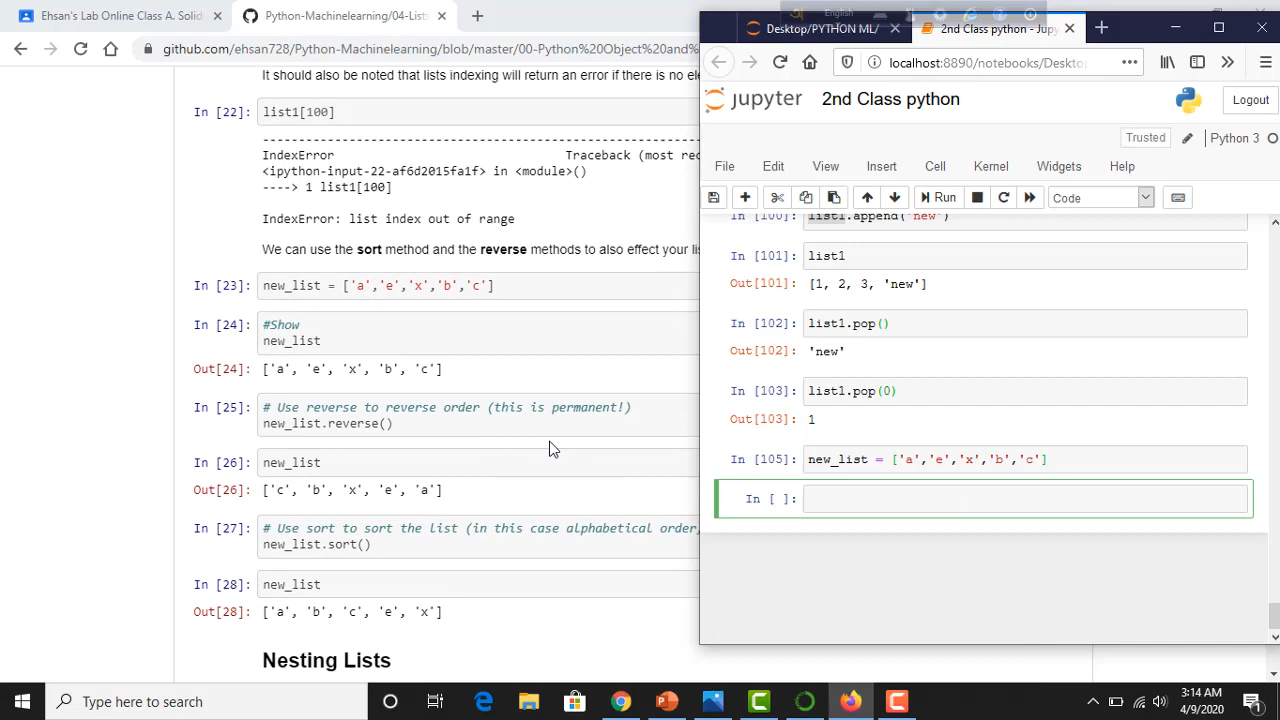 Ehsan's Lab Online Class A. Solid
Python-Machinelearning/04-Lists
github.com/ehsan728/Python-Machinelearning/blob/master/00-Python%20Object%20and%
It should also be noted that lists indexing will return an error if there is no ele
In [22]: list1[100]
IndexError Traceback (most rec
<ipython-input-22-af6d2015fa1f> in <module>()
----> 1 list1[100]
IndexError: list index out of range
We can use the sort method and the reverse methods to also effect your lis
In [23]: new_list = ['a','e','x','b','c']
In [24]: #Show
new_list
Out[24]: ['a', 'e', 'x', 'b', 'c']
In [25]: # Use reverse to reverse order (this is permanent!)
new_list.reverse()
In [26]: new_list
Out[26]: ['c', 'b', 'x', 'e', 'a']
In [27]: # Use sort to sort the list (in this case alphabetical order,
new_list.sort()
In [28]: new_list
Out[28]: ['a', 'b', 'c', 'e', 'x']
Nesting Lists
English
Desktop/PYTHON ML/
2nd Class python - Jupy
localhost:8890/notebooks/Desktop
jupyter 2nd Class python
Logout
Trusted Python 3
File Edit View Insert Cell Kernel Widgets Help
Run Code
In [100]: list1.append('new')
In [101]: list1
Out[101]: [1, 2, 3, 'new']
In [102]: list1.pop()
Out[102]: 'new'
In [103]: list1.pop(0)
Out[103]: 1
In [105]: new_list = ['a','e','x','b','c']
In [ ]:
Type here to search
3:14 AM
4/9/2020